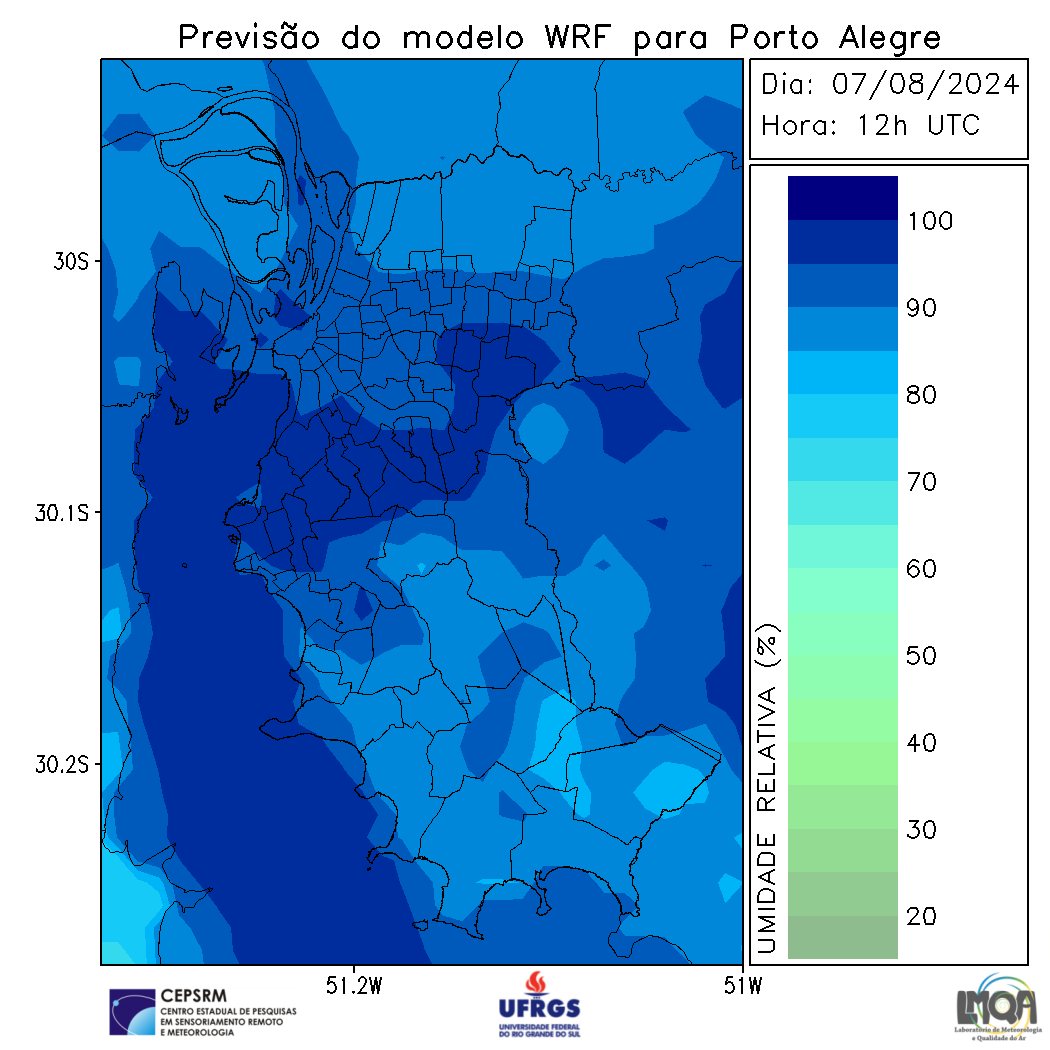 Previsão do modelo WRF para Porto Alegre
Dia: 07/08/2024
Hora: 12h UTC
30S
30.1S
30.2S
51.2W
51W
100
90
80
70
60
50
40
30
20
UMIDADE RELATIVA (%)
CEPSRM
CENTRO ESTADUAL DE PESQUISAS
EM SENSORIAMENTO REMOTO
E METEOROLOGIA
UFRGS
UNIVERSIDADE FEDERAL
DO RIO GRANDE DO SUL
LMQA
Laboratório de Meteorologia
e Qualidade do Ar